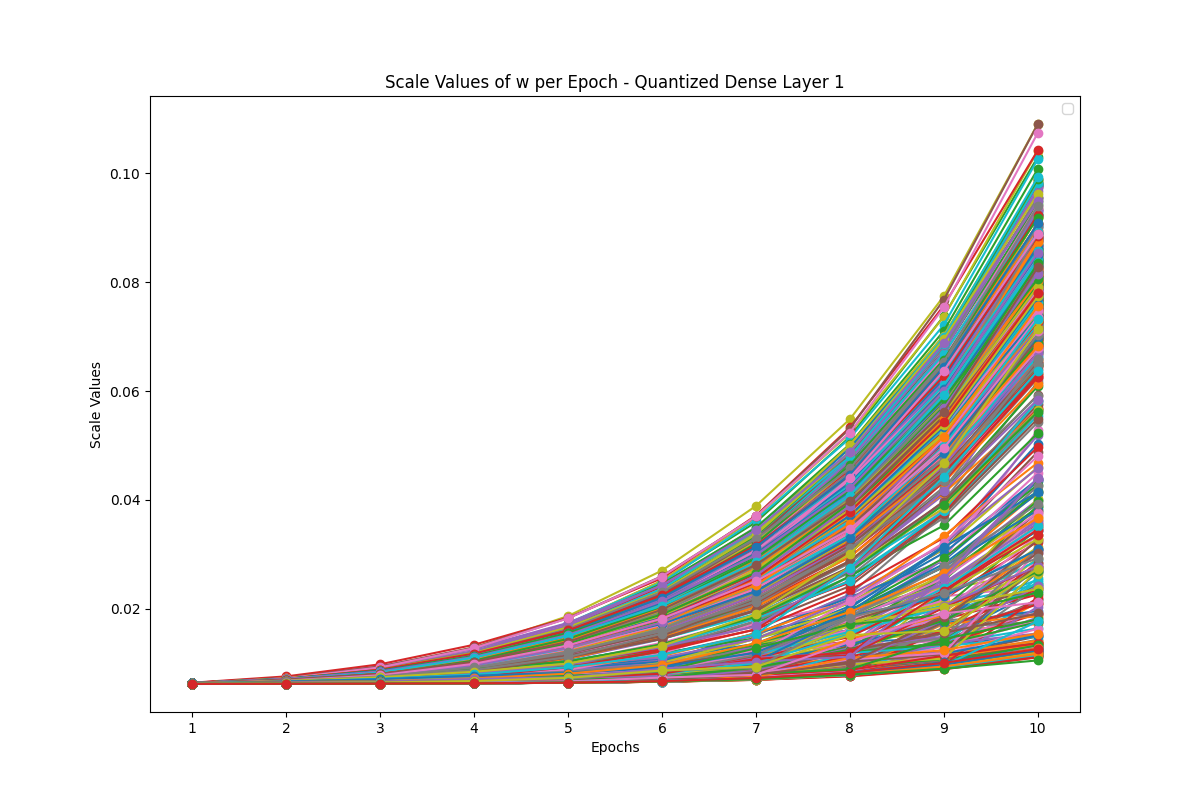 Scale Values of w per Epoch - Quantized Dense Layer 1
0.10
0.08
0.06
0.04
0.02
Scale Values
1 2 3 4 5 6 7 8 9 10
Epochs